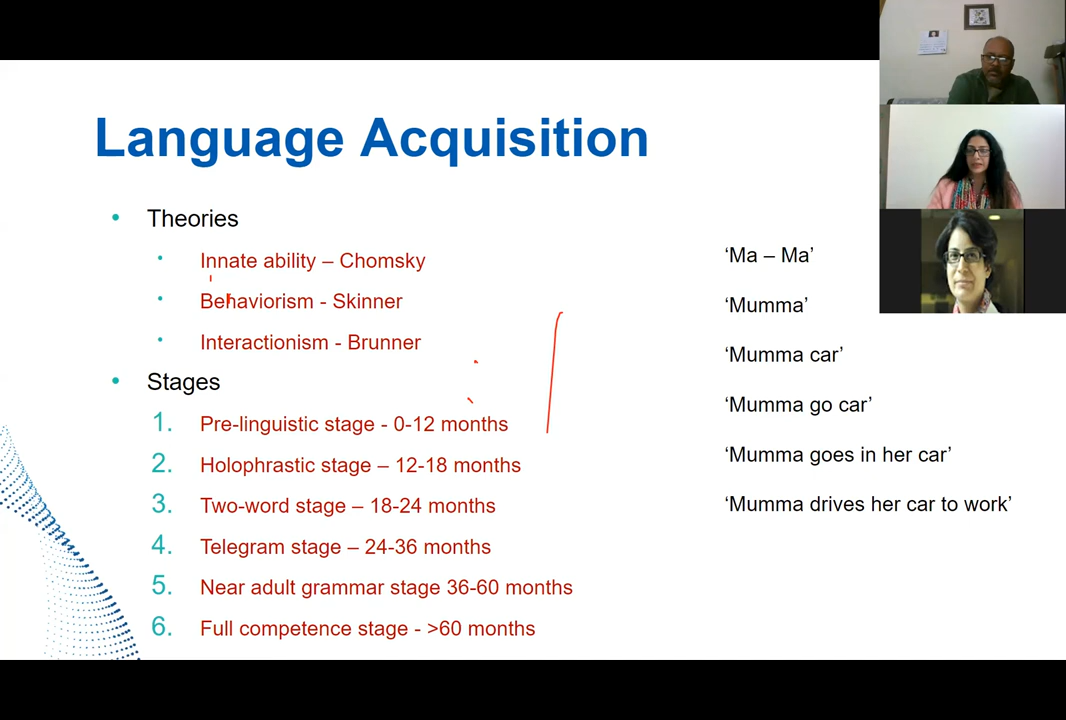 Language Acquisition
• Theories
• Innate ability – Chomsky
• Behaviorism - Skinner
• Interactionism - Brunner
• Stages
1. Pre-linguistic stage - 0-12 months
2. Holophrastic stage – 12-18 months
3. Two-word stage – 18-24 months
4. Telegram stage – 24-36 months
5. Near adult grammar stage 36-60 months
6. Full competence stage - >60 months
‘Ma – Ma’
‘Mumma’
‘Mumma car’
‘Mumma go car’
‘Mumma goes in her car’
‘Mumma drives her car to work’